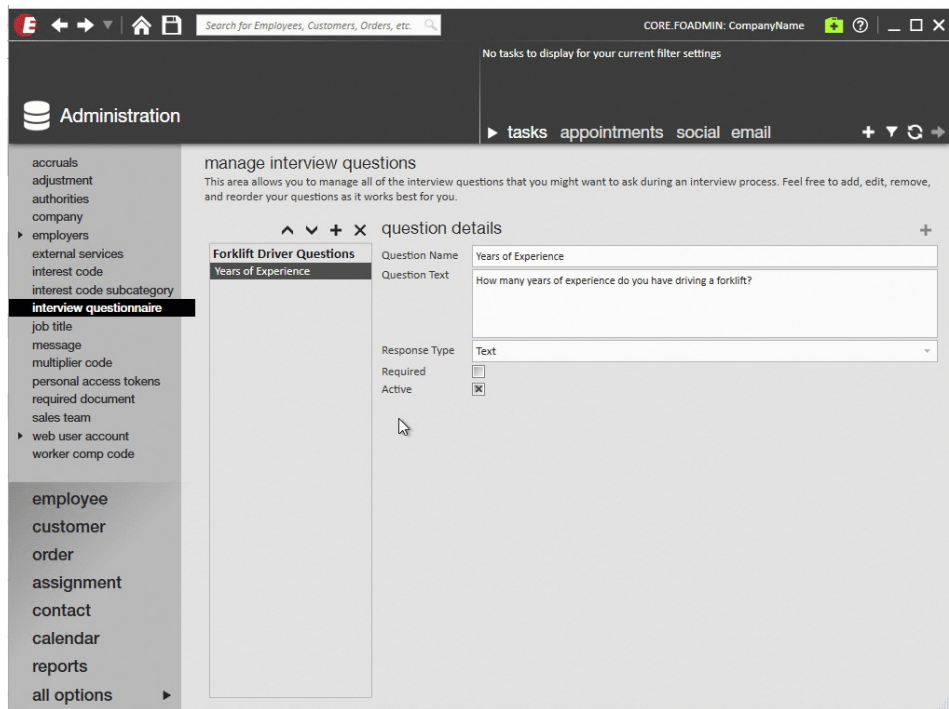 E
Search for Employees, Customers, Orders, etc.
CORE.FOADMIN: CompanyName
No tasks to display for your current filter settings
Administration
tasks appointments social email
accruals
adjustment
authorities
company
employers
external services
interest code
interest code subcategory
interview questionnaire
job title
message
multiplier code
personal access tokens
required document
sales team
web user account
worker comp code
employee
customer
order
assignment
contact
calendar
reports
all options
manage interview questions
This area allows you to manage all of the interview questions that you might want to ask during an interview process. Feel free to add, edit, remove,
and reorder your questions as it works best for you.
Forklift Driver Questions
Years of Experience
question details
Question Name Years of Experience
Question Text How many years of experience do you have driving a forklift?
Response Type Text
Required
Active